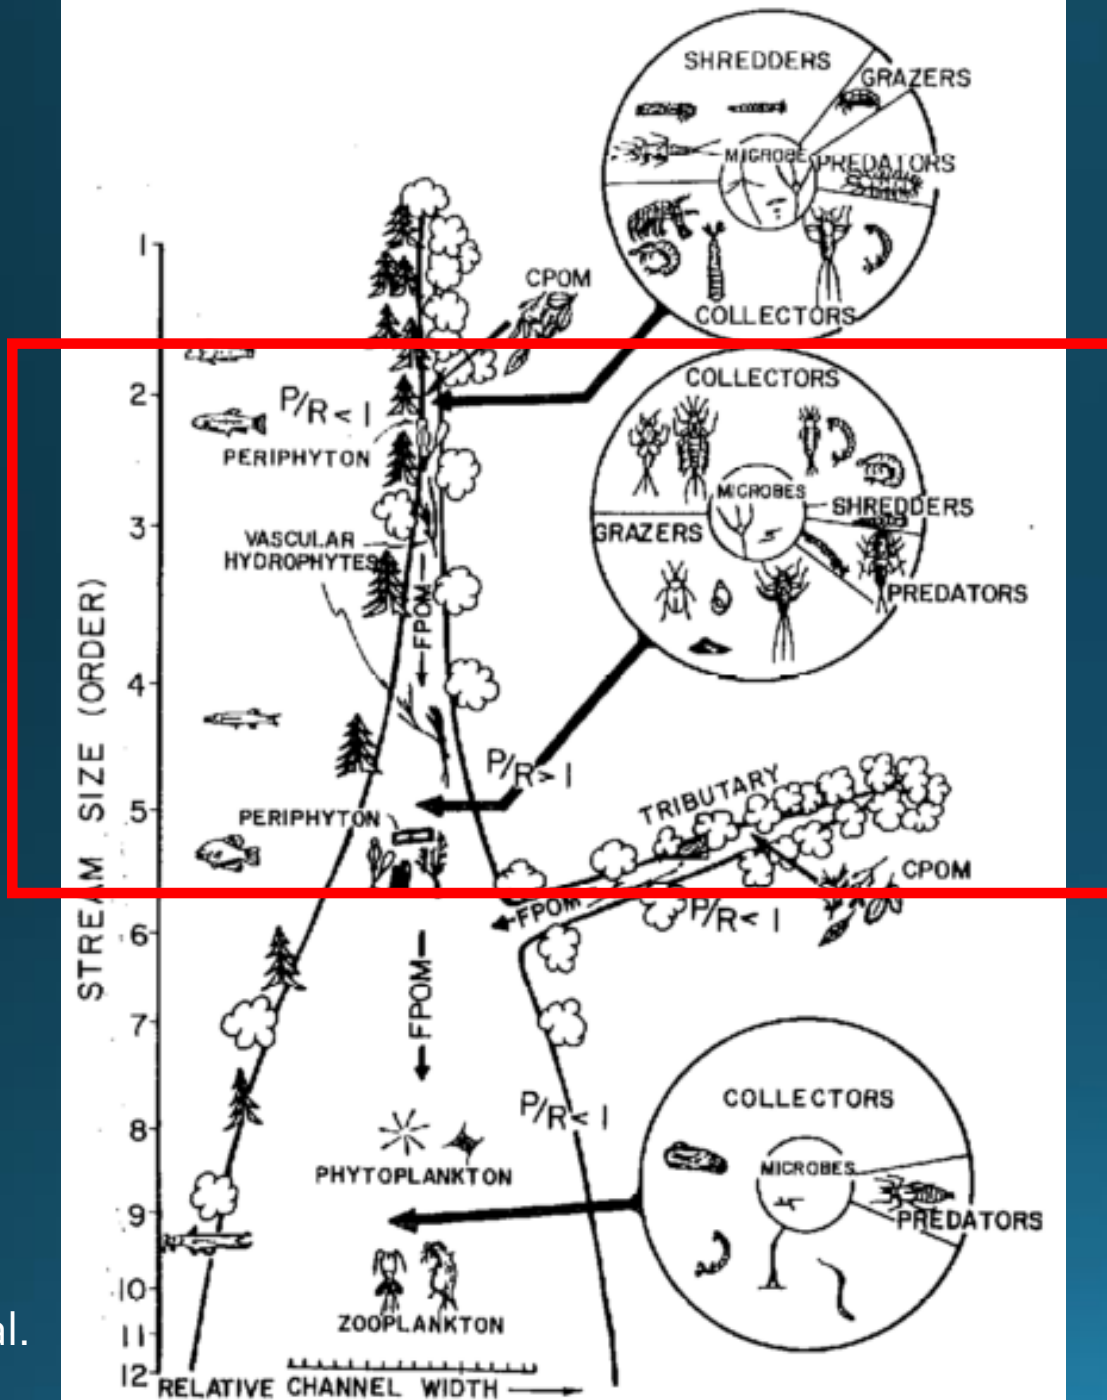 SHREDDERS
GRAZERS
MICROBE
PREDATORS
COLLECTORS
1
CPOM
2
P/R < 1
PERIPHYTON
COLLECTORS
MICROBES
SHREDDERS
GRAZERS
PREDATORS
3
VASCULAR
HYDROPHYTES
FPOM
STREAM SIZE (ORDER)
4
P/R > 1
TRIBUTARY
5
PERIPHYTON
CPOM
FPOM
P/R < 1
6
FPOM
7
COLLECTORS
8
P/R < 1
MICROBES
PHYTOPLANKTON
9
PREDATORS
10
ZOOPLANKTON
al.
11
12
RELATIVE CHANNEL WIDTH